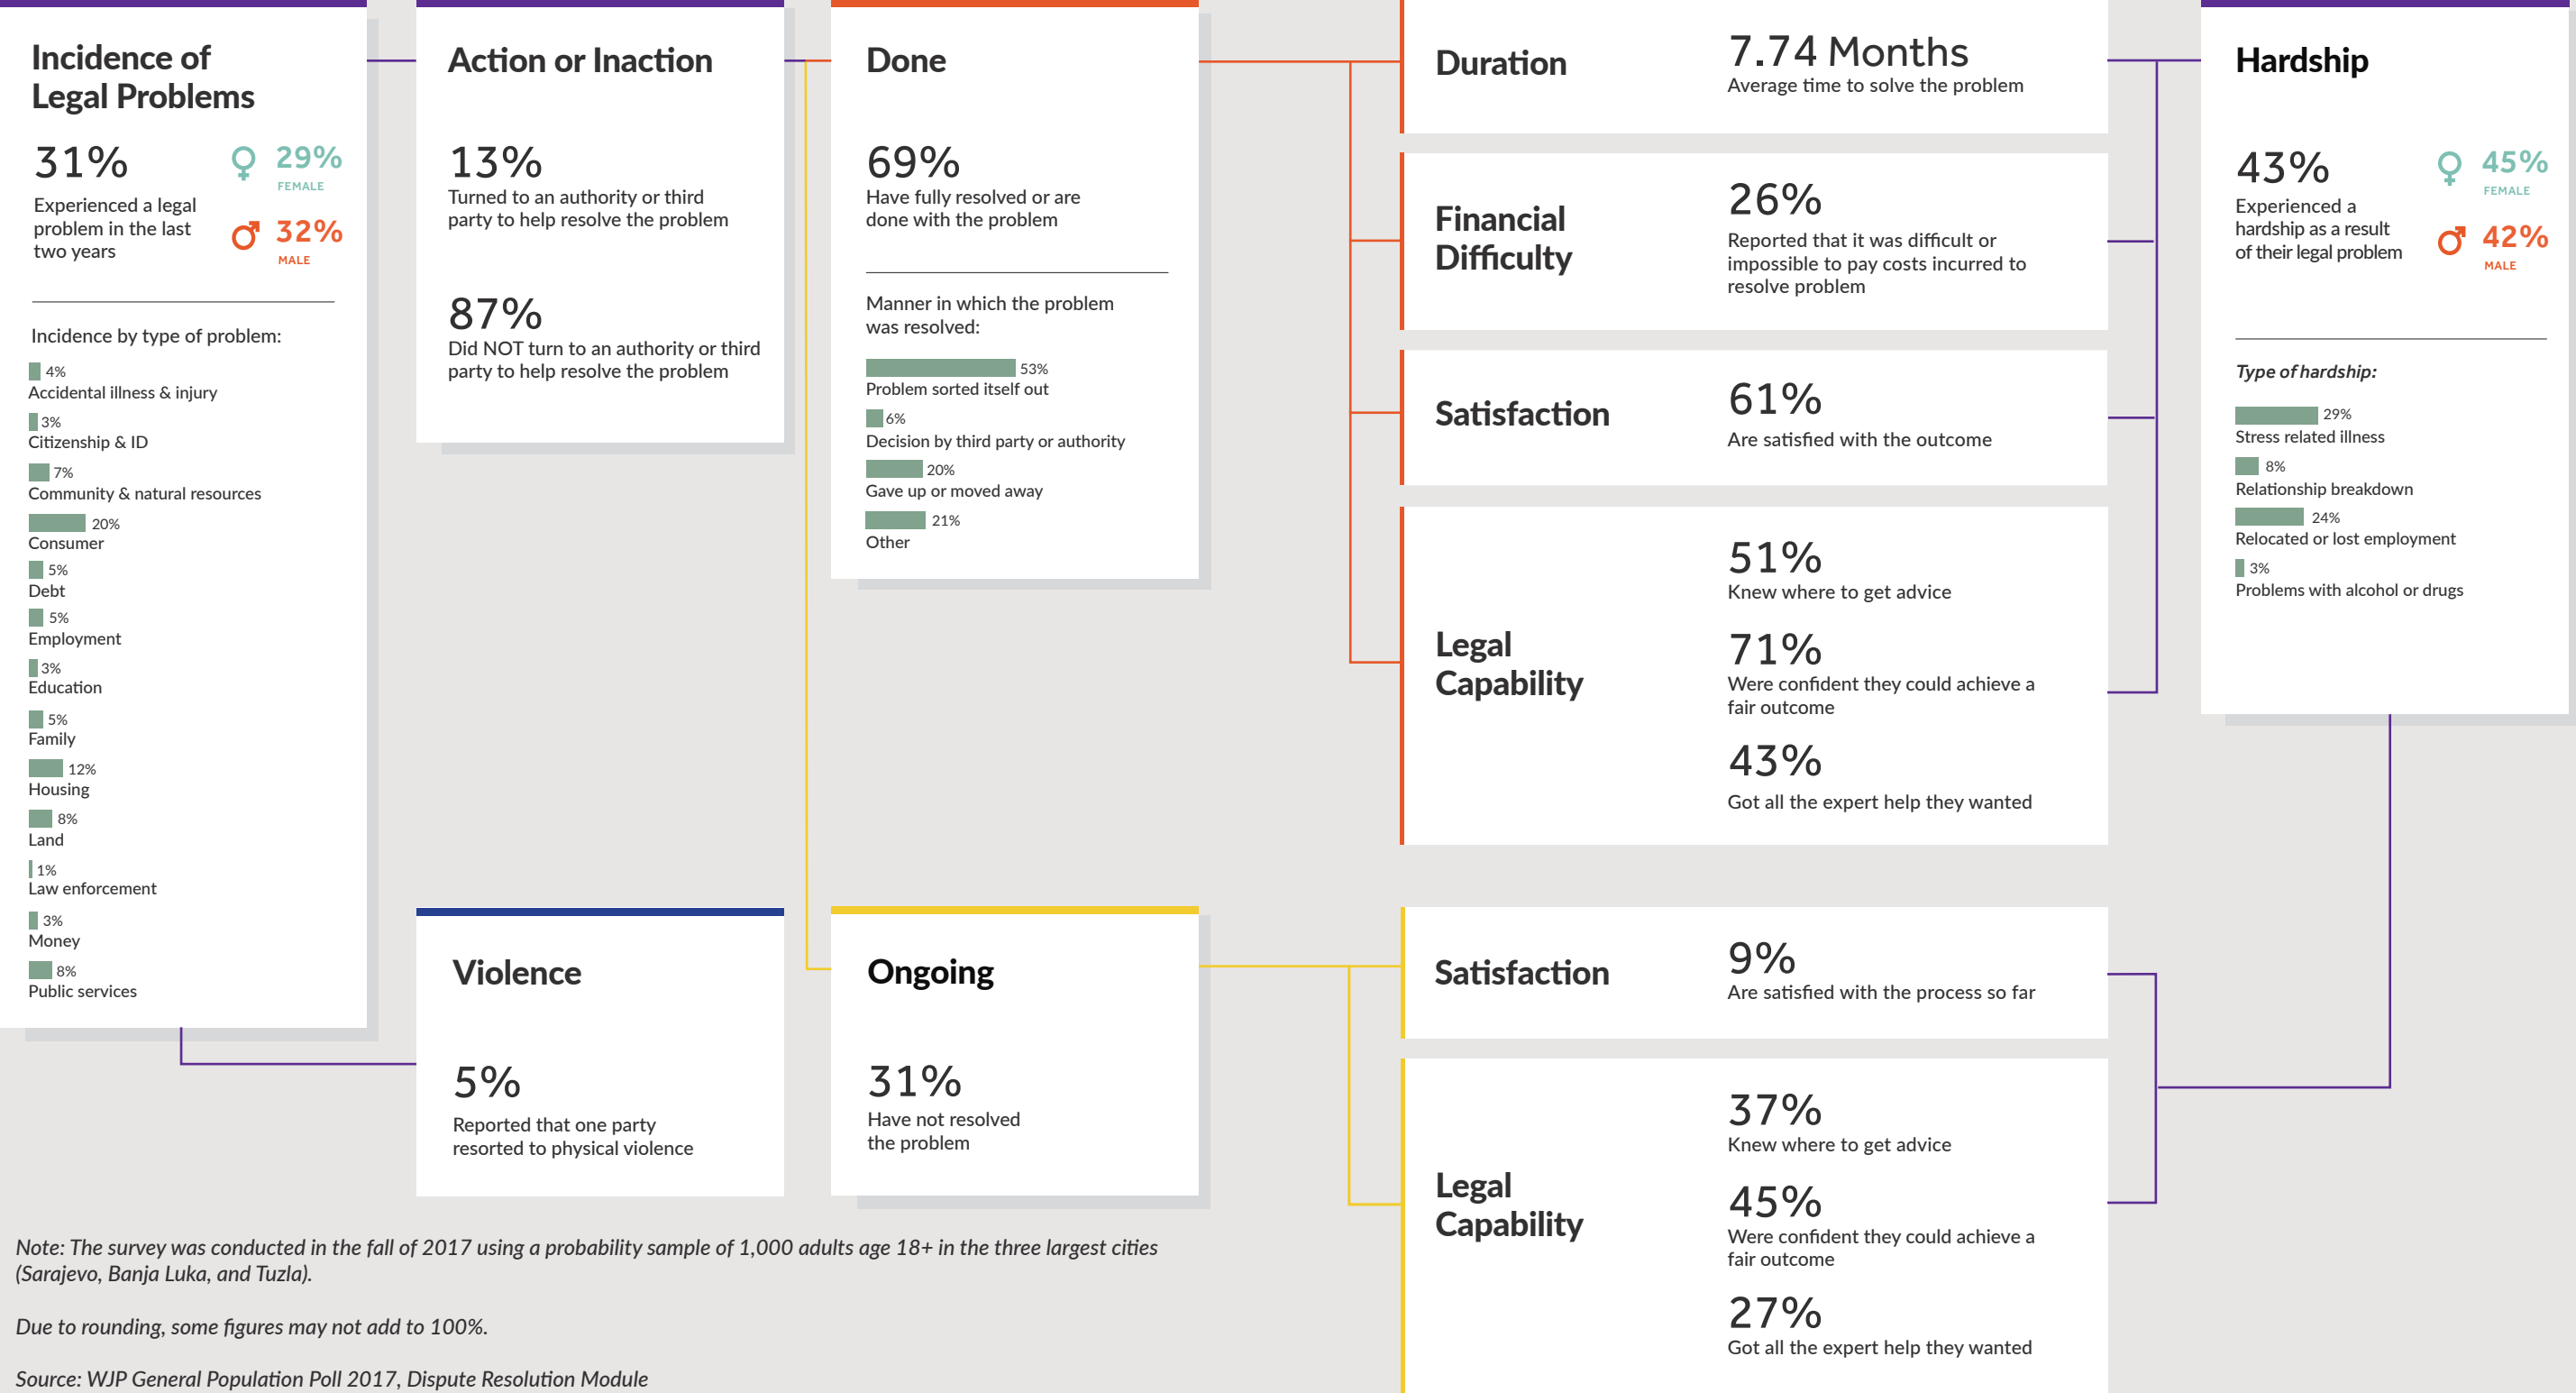 Incidence of
Legal Problems
31%
Experienced a legal
problem in the last
two years
29%
FEMALE
32%
MALE
Incidence by type of problem:
4%
Accidental illness & injury
3%
Citizenship & ID
7%
Community & natural resources
20%
Consumer
5%
Debt
5%
Employment
3%
Education
5%
Family
12%
Housing
8%
Land
1%
Law enforcement
3%
Money
8%
Public services
Action or Inaction
13%
Turned to an authority or third
party to help resolve the problem
87%
Did NOT turn to an authority or third
party to help resolve the problem
Done
69%
Have fully resolved or are
done with the problem
Manner in which the problem
was resolved:
53%
Problem sorted itself out
6%
Decision by third party or authority
20%
Gave up or moved away
21%
Other
Duration
7.74 Months
Average time to solve the problem
Financial
Difficulty
26%
Reported that it was difficult or
impossible to pay costs incurred to
resolve problem
Satisfaction
61%
Are satisfied with the outcome
Legal
Capability
51%
Knew where to get advice
71%
Were confident they could achieve a
fair outcome
43%
Got all the expert help they wanted
Hardship
43%
Experienced a
hardship as a result
of their legal problem
45%
FEMALE
42%
MALE
Type of hardship:
29%
Stress related illness
8%
Relationship breakdown
24%
Relocated or lost employment
3%
Problems with alcohol or drugs
Violence
5%
Reported that one party
resorted to physical violence
Ongoing
31%
Have not resolved
the problem
Satisfaction
9%
Are satisfied with the process so far
Legal
Capability
37%
Knew where to get advice
45%
Were confident they could achieve a
fair outcome
27%
Got all the expert help they wanted
Note: The survey was conducted in the fall of 2017 using a probability sample of 1,000 adults age 18+ in the three largest cities
(Sarajevo, Banja Luka, and Tuzla).
Due to rounding, some figures may not add to 100%.
Source: WJP General Population Poll 2017, Dispute Resolution Module